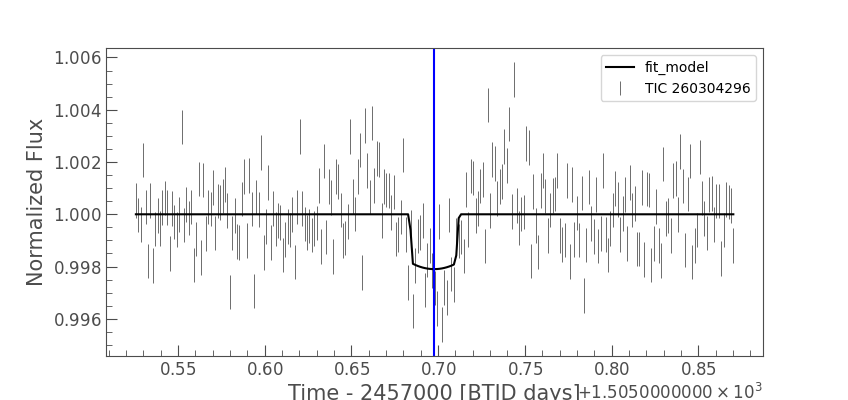 1.006
1.004
1.002
1.000
0.998
0.996
Normalized Flux
fit_model
TIC 260304296
0.55 0.60 0.65 0.70 0.75 0.80 0.85
Time - 2457000 [BTJD days]
+1.5050000000 × 10³